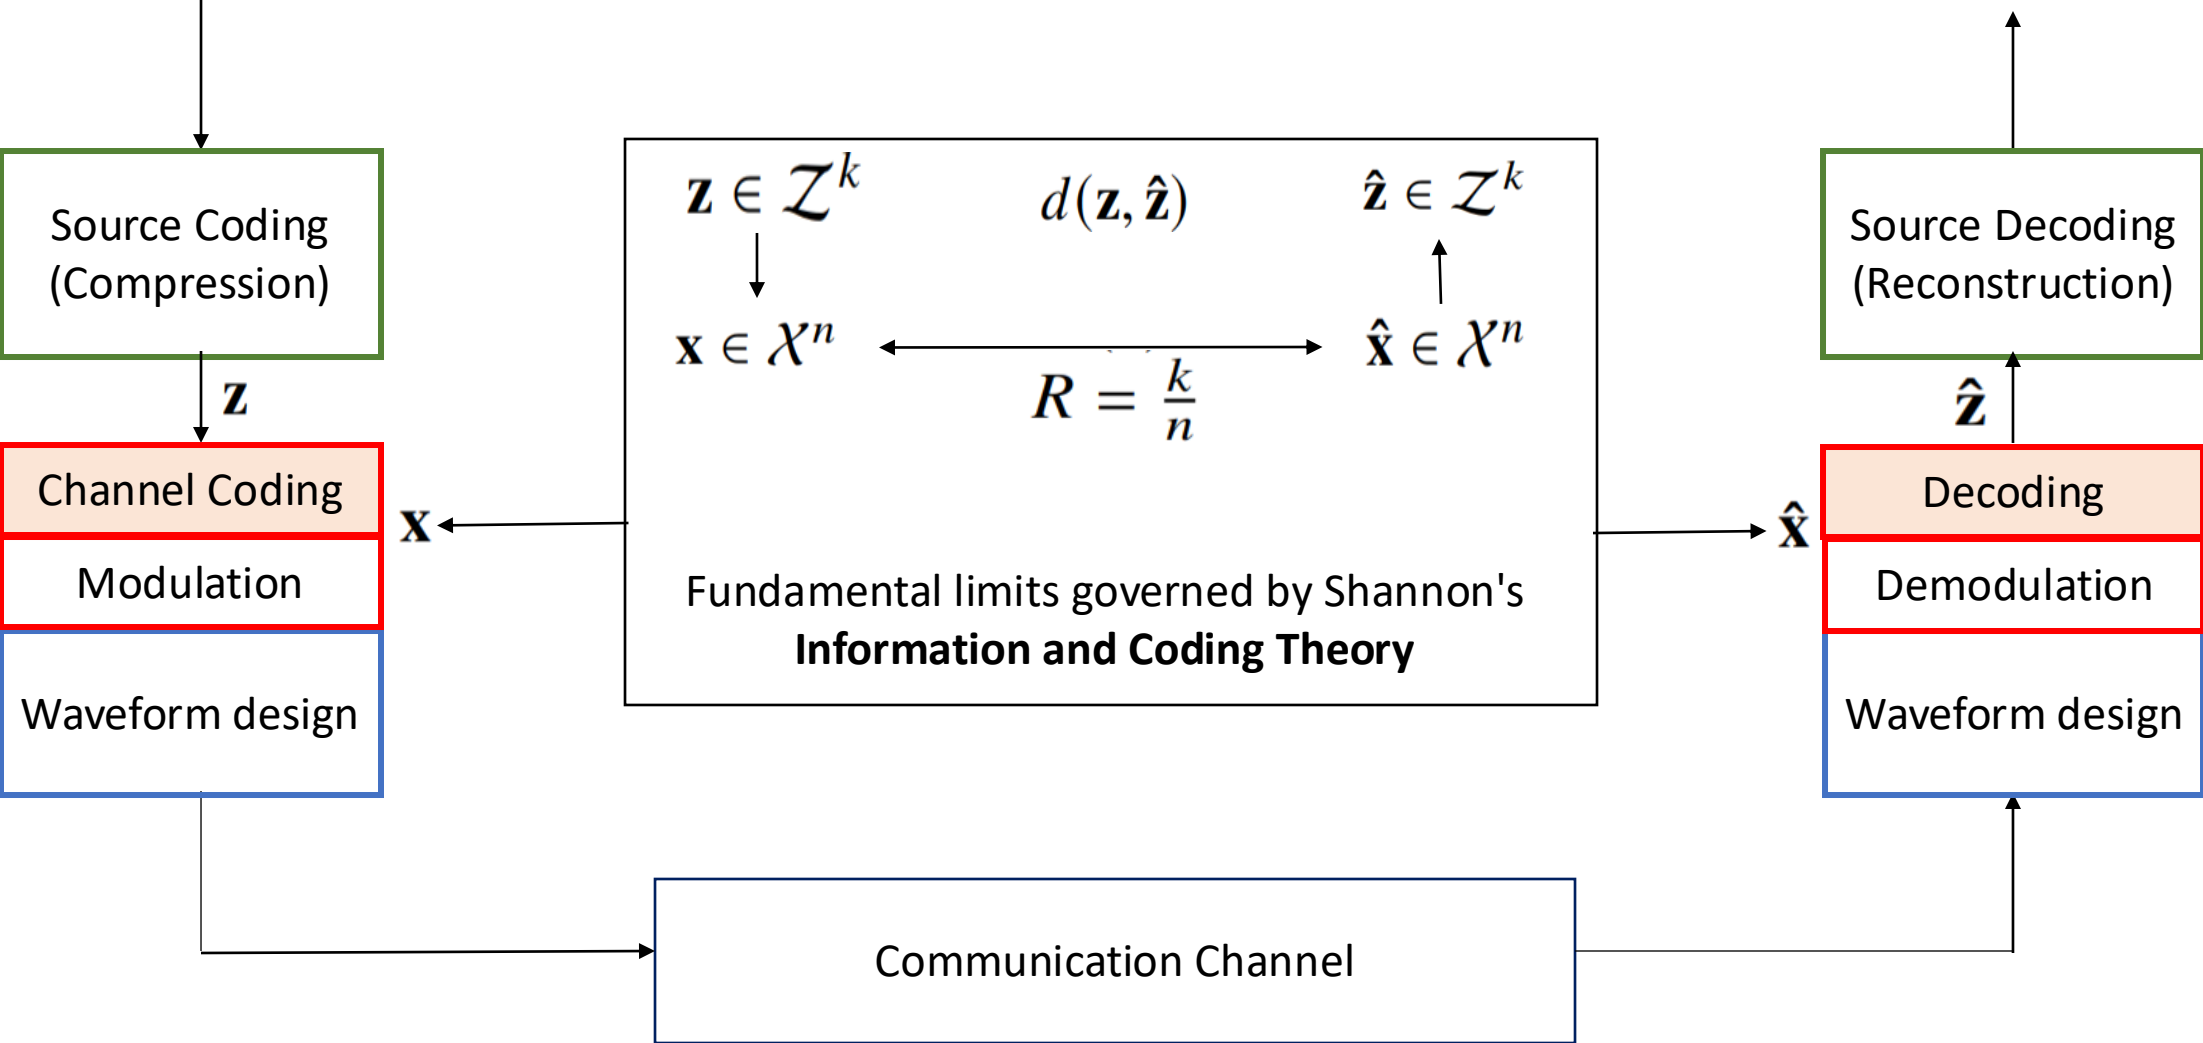 Source Coding
(Compression)
z
Channel Coding
Modulation
Waveform design
x
z ∈ 𝒵^k
d(z, ẑ)
ẑ ∈ 𝒵^k
x ∈ 𝒳^n
x̂ ∈ 𝒳^n
R = k/n
Fundamental limits governed by Shannon's
Information and Coding Theory
x̂
Source Decoding
(Reconstruction)
ẑ
Decoding
Demodulation
Waveform design
Communication Channel